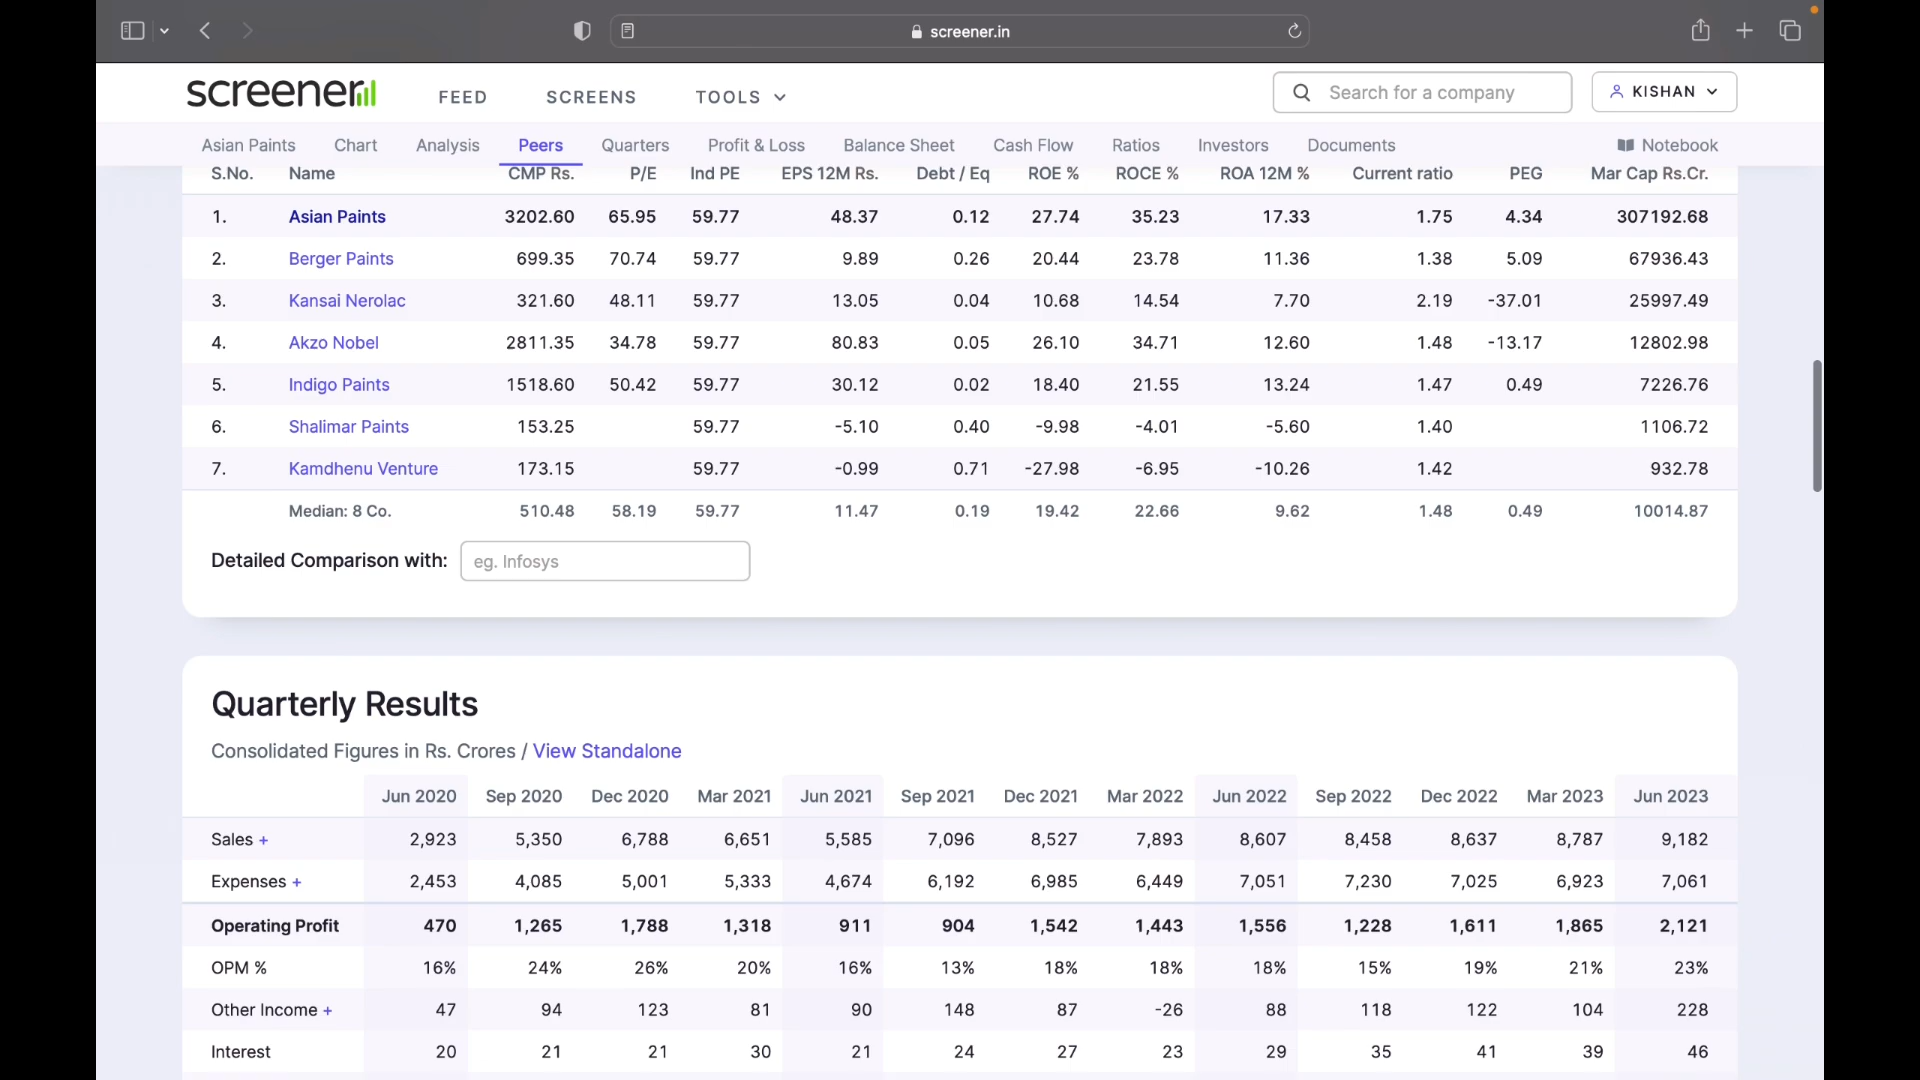 screener.in
screener
FEED SCREENS TOOLS
Search for a company
KISHAN
Asian Paints Chart Analysis Peers Quarters Profit & Loss Balance Sheet Cash Flow Ratios Investors Documents Notebook
S.No. Name CMP Rs. P/E Ind PE EPS 12M Rs. Debt / Eq ROE % ROCE % ROA 12M % Current ratio PEG Mar Cap Rs.Cr.
1. Asian Paints 3202.60 65.95 59.77 48.37 0.12 27.74 35.23 17.33 1.75 4.34 307192.68
2. Berger Paints 699.35 70.74 59.77 9.89 0.26 20.44 23.78 11.36 1.38 5.09 67936.43
3. Kansai Nerolac 321.60 48.11 59.77 13.05 0.04 10.68 14.54 7.70 2.19 -37.01 25997.49
4. Akzo Nobel 2811.35 34.78 59.77 80.83 0.05 26.10 34.71 12.60 1.48 -13.17 12802.98
5. Indigo Paints 1518.60 50.42 59.77 30.12 0.02 18.40 21.55 13.24 1.47 0.49 7226.76
6. Shalimar Paints 153.25 59.77 -5.10 0.40 -9.98 -4.01 -5.60 1.40 1106.72
7. Kamdhenu Venture 173.15 59.77 -0.99 0.71 -27.98 -6.95 -10.26 1.42 932.78
Median: 8 Co. 510.48 58.19 59.77 11.47 0.19 19.42 22.66 9.62 1.48 0.49 10014.87
Detailed Comparison with: eg. Infosys
Quarterly Results
Consolidated Figures in Rs. Crores / View Standalone
Jun 2020 Sep 2020 Dec 2020 Mar 2021 Jun 2021 Sep 2021 Dec 2021 Mar 2022 Jun 2022 Sep 2022 Dec 2022 Mar 2023 Jun 2023
Sales + 2,923 5,350 6,788 6,651 5,585 7,096 8,527 7,893 8,607 8,458 8,637 8,787 9,182
Expenses + 2,453 4,085 5,001 5,333 4,674 6,192 6,985 6,449 7,051 7,230 7,025 6,923 7,061
Operating Profit 470 1,265 1,788 1,318 911 904 1,542 1,443 1,556 1,228 1,611 1,865 2,121
OPM % 16% 24% 26% 20% 16% 13% 18% 18% 18% 15% 19% 21% 23%
Other Income + 47 94 123 81 90 148 87 -26 88 118 122 104 228
Interest 20 21 21 30 21 24 27 23 29 35 41 39 46